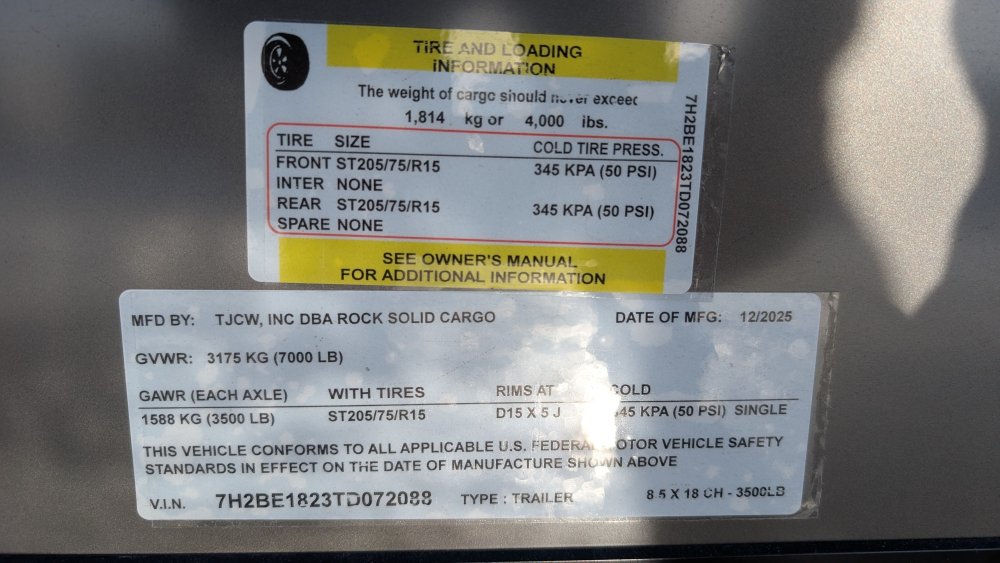 TIRE AND LOADING
INFORMATION
The weight of cargo should never exceed
1,814 kg or 4,000 lbs.
TIRE SIZE COLD TIRE PRESS.
FRONT ST205/75/R15 345 KPA (50 PSI)
INTER NONE
REAR ST205/75/R15 345 KPA (50 PSI)
SPARE NONE
SEE OWNER'S MANUAL
FOR ADDITIONAL INFORMATION
7H2BE1823TD072088
MFD BY: TJCW, INC DBA ROCK SOLID CARGO DATE OF MFG: 12/2025
GVWR: 3175 KG (7000 LB)
GAWR (EACH AXLE) WITH TIRES RIMS AT COLD
1588 KG (3500 LB) ST205/75/R15 D15 X 5 J 345 KPA (50 PSI) SINGLE
THIS VEHICLE CONFORMS TO ALL APPLICABLE U.S. FEDERAL MOTOR VEHICLE SAFETY
STANDARDS IN EFFECT ON THE DATE OF MANUFACTURE SHOWN ABOVE
V.I.N. 7H2BE1823TD072088 TYPE : TRAILER 8.5 X 18 CH - 3500LB